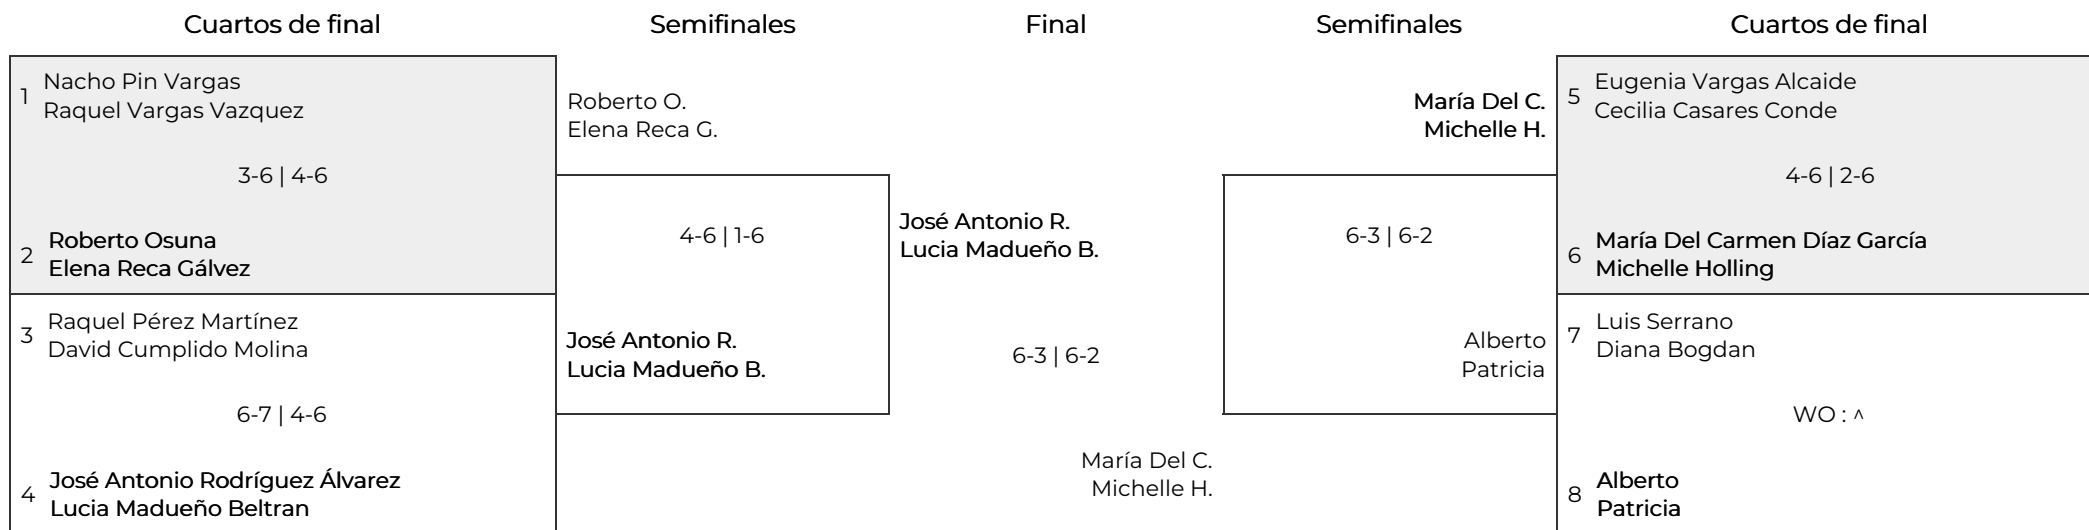 Cuartos de final
Semifinales
Final
Semifinales
Cuartos de final
1
Nacho Pin Vargas
Raquel Vargas Vazquez
3-6 | 4-6
2
Roberto Osuna
Elena Reca Gálvez
3
Raquel Pérez Martínez
David Cumplido Molina
6-7 | 4-6
4
José Antonio Rodríguez Álvarez
Lucia Madueño Beltran
Roberto O.
Elena Reca G.
4-6 | 1-6
José Antonio R.
Lucia Madueño B.
José Antonio R.
Lucia Madueño B.
6-3 | 6-2
María Del C.
Michelle H.
María Del C.
Michelle H.
6-3 | 6-2
Alberto
Patricia
5
Eugenia Vargas Alcaide
Cecilia Casares Conde
4-6 | 2-6
6
María Del Carmen Díaz García
Michelle Holling
7
Luis Serrano
Diana Bogdan
WO : ^
8
Alberto
Patricia